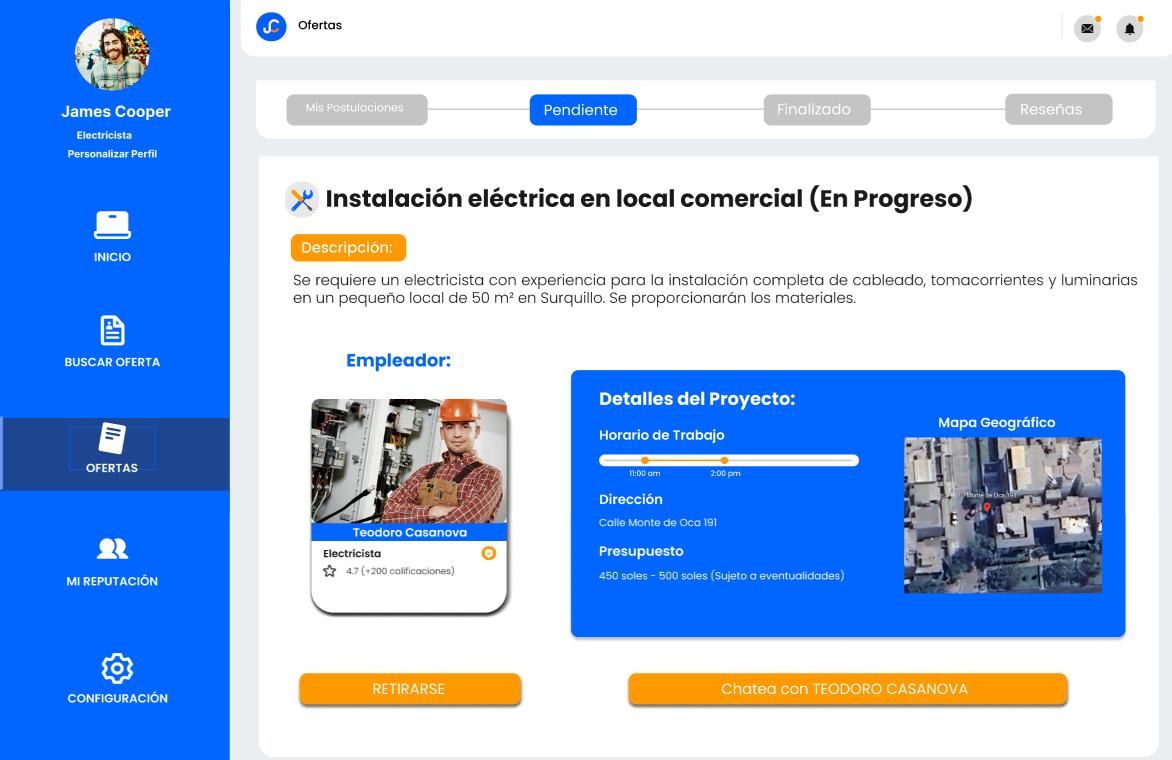 James Cooper
Electricista
Personalizar Perfil
INICIO
BUSCAR OFERTA
OFERTAS
MI REPUTACIÓN
CONFIGURACIÓN
JC Ofertas
Mis Postulaciones
Pendiente
Finalizado
Reseñas
Instalación eléctrica en local comercial (En Progreso)
Descripción:
Se requiere un electricista con experiencia para la instalación completa de cableado, tomacorrientes y luminarias
en un pequeño local de 50 m² en Surquillo. Se proporcionarán los materiales.
Empleador:
Teodoro Casanova
Electricista
4.7 (+200 calificaciones)
Detalles del Proyecto:
Horario de Trabajo
11:00 am 2:00 pm
Dirección
Calle Monte de Oca 191
Presupuesto
450 soles - 500 soles (Sujeto a eventualidades)
Mapa Geográfico
Monte de Oca 191
RETIRARSE
Chatea con TEODORO CASANOVA